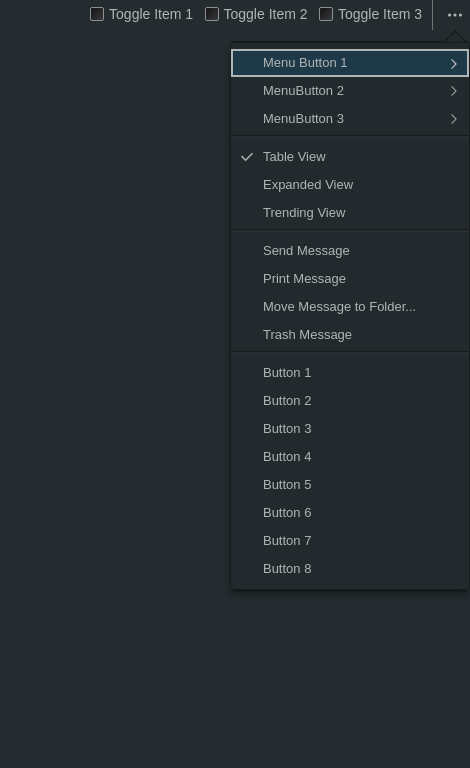 Toggle Item 1 Toggle Item 2 Toggle Item 3
Menu Button 1
MenuButton 2
MenuButton 3
Table View
Expanded View
Trending View
Send Message
Print Message
Move Message to Folder...
Trash Message
Button 1
Button 2
Button 3
Button 4
Button 5
Button 6
Button 7
Button 8